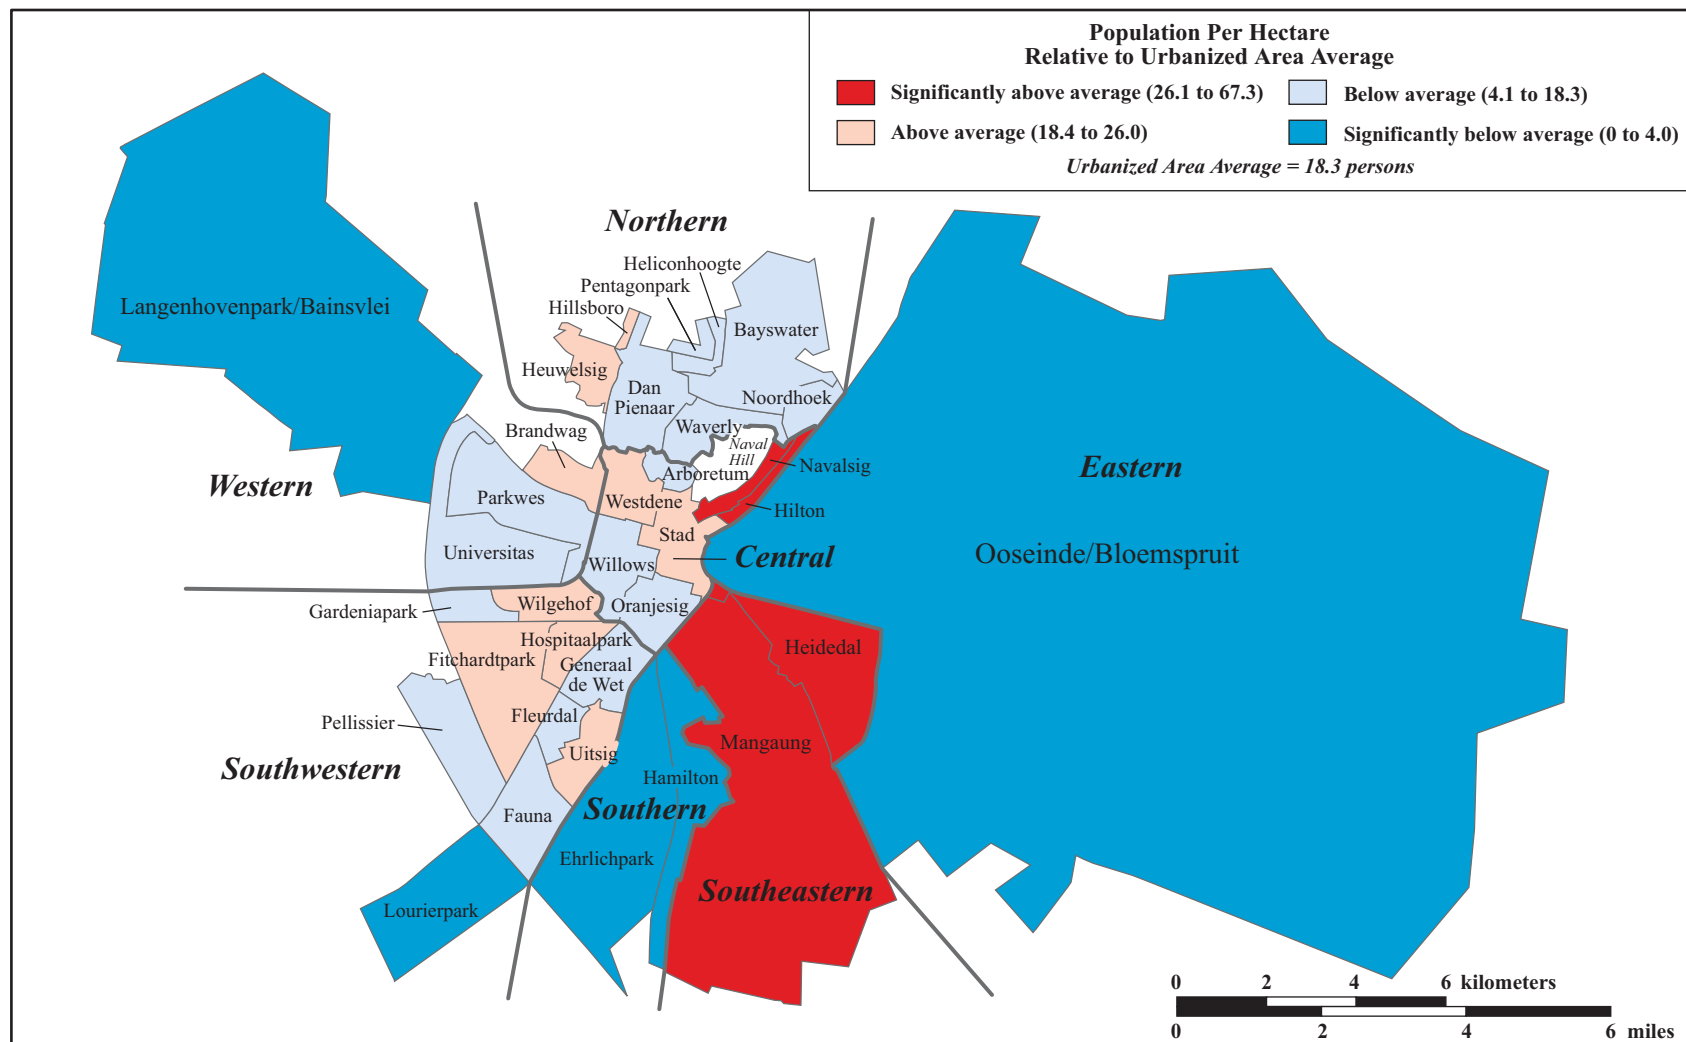 Population Per Hectare
Relative to Urbanized Area Average
Significantly above average (26.1 to 67.3)
Below average (4.1 to 18.3)
Above average (18.4 to 26.0)
Significantly below average (0 to 4.0)
Urbanized Area Average = 18.3 persons
Northern
Heliconhoogte
Pentagonpark
Hillsboro
Langenhovenpark/Bainsvlei
Bayswater
Heuwelsig
Dan
Pienaar
Noordhoek
Waverly
Brandwag
Naval
Hill
Navalsig
Eastern
Arboretum
Western
Parkwes
Westdene
Hilton
Stad
Universitas
Willows
Central
Ooseinde/Bloemspruit
Gardeniapark
Wilgehof
Oranjesig
Hospitaalpark
Heidedal
Fitchardtpark
Generaal
de Wet
Pellissier
Fleurdal
Mangaung
Uitsig
Southwestern
Hamilton
Southern
Fauna
Ehrlichpark
Southeastern
Lourierpark
0 2 4 6 kilometers
0 2 4 6 miles